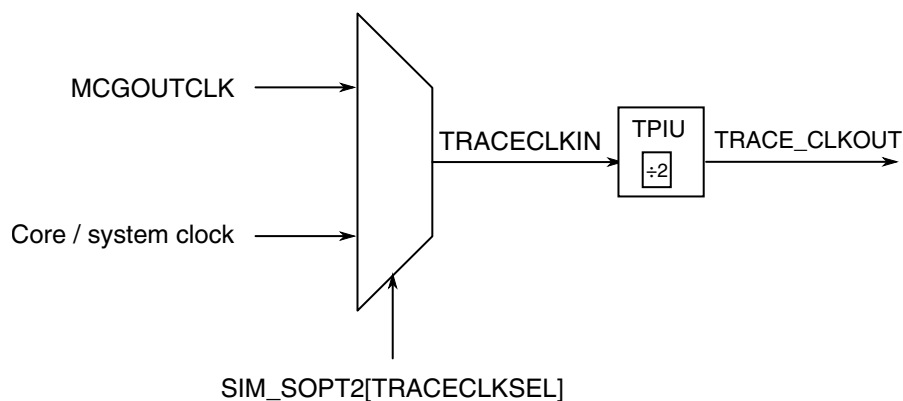 MCGOUTCLK
TRACECLKIN
TPIU
÷2
TRACE_CLKOUT
Core / system clock
SIM_SOPT2[TRACECLKSEL]